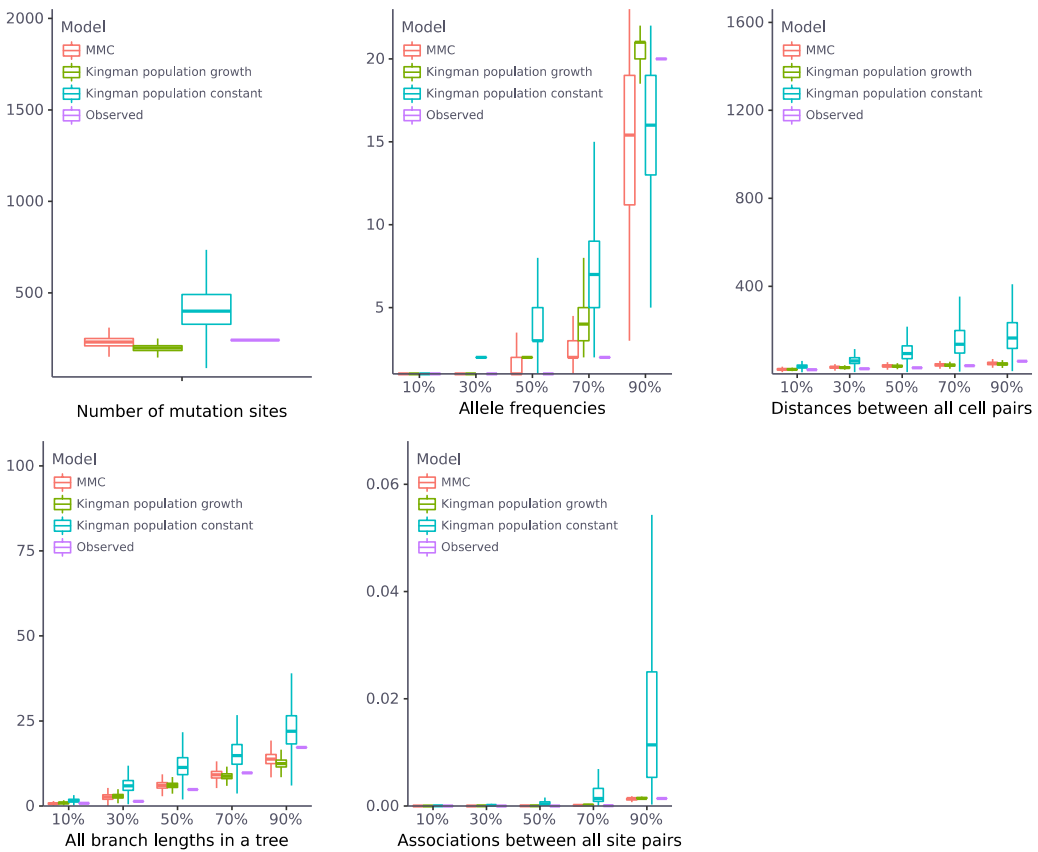 2000
1500
1000
500
Model
MMC
Kingman population growth
Kingman population constant
Observed
Number of mutation sites
20
15
10
5
Model
MMC
Kingman population growth
Kingman population constant
Observed
10% 30% 50% 70% 90%
Allele frequencies
1600
1200
800
400
Model
MMC
Kingman population growth
Kingman population constant
Observed
10% 30% 50% 70% 90%
Distances between all cell pairs
100
75
50
25
0
Model
MMC
Kingman population growth
Kingman population constant
Observed
10% 30% 50% 70% 90%
All branch lengths in a tree
0.06
0.04
0.02
0.00
Model
MMC
Kingman population growth
Kingman population constant
Observed
10% 30% 50% 70% 90%
Associations between all site pairs